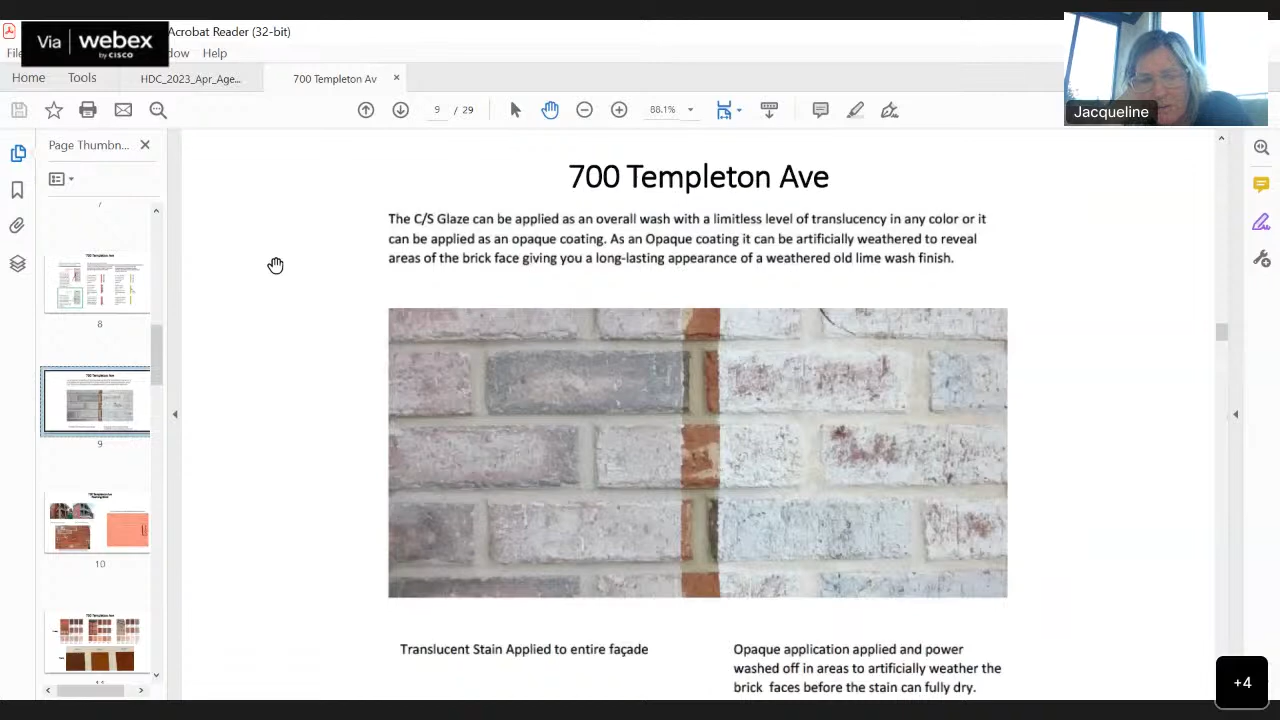 Via webex
by CISCO
Acrobat Reader (32-bit)
Help
Home Tools HDC_2023_Apr_Age... 700 Templeton Av ×
9 / 29 88.1%
Jacqueline
Page Thumbn...
8
9
10
700 Templeton Ave
The C/S Glaze can be applied as an overall wash with a limitless level of translucency in any color or it
can be applied as an opaque coating. As an Opaque coating it can be artificially weathered to reveal
areas of the brick face giving you a long-lasting appearance of a weathered old lime wash finish.
Translucent Stain Applied to entire façade
Opaque application applied and power
washed off in areas to artificially weather the
brick faces before the stain can fully dry.
+4